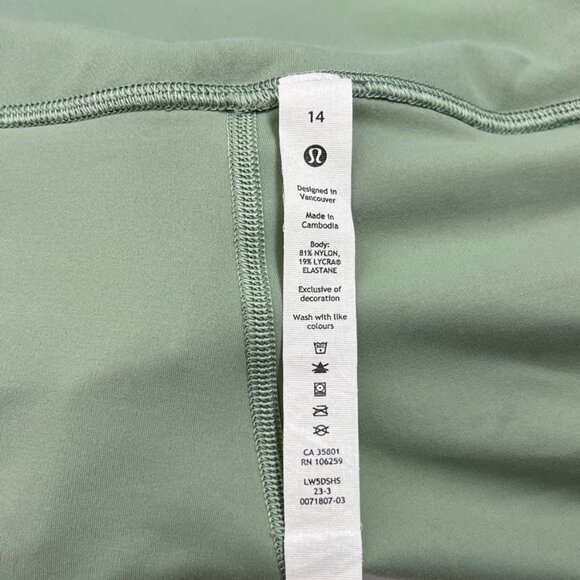 14
Designed in
Vancouver
Made in
Cambodia
Body:
81% NYLON,
19% LYCRA®
ELASTANE
Exclusive of
decoration
Wash with like
colours
CA 35801
RN 106259
LW5DSHS
23-3
0071807-03